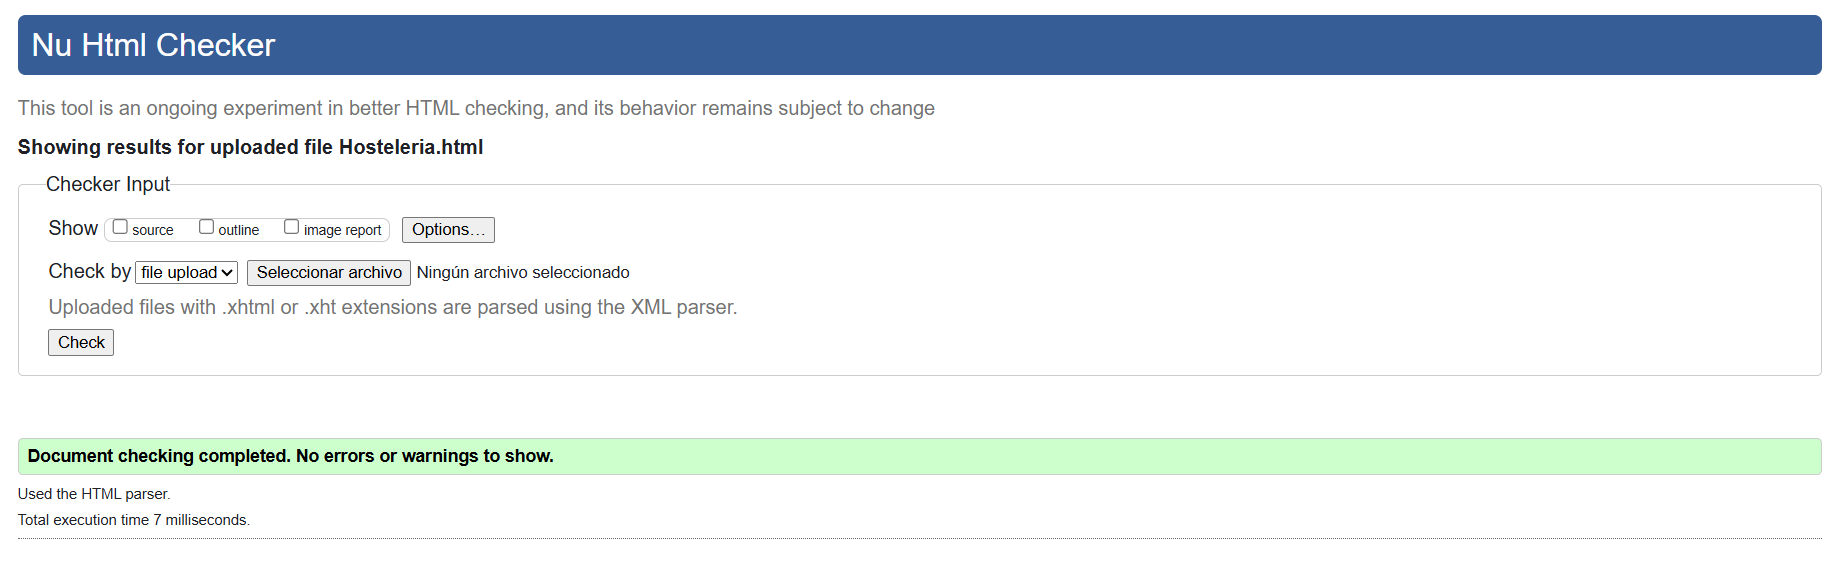 Nu Html Checker
This tool is an ongoing experiment in better HTML checking, and its behavior remains subject to change
Showing results for uploaded file Hosteleria.html
Checker Input
Show source outline image report Options...
Check by file upload Seleccionar archivo Ningún archivo seleccionado
Uploaded files with .xhtml or .xht extensions are parsed using the XML parser.
Check
Document checking completed. No errors or warnings to show.
Used the HTML parser.
Total execution time 7 milliseconds.